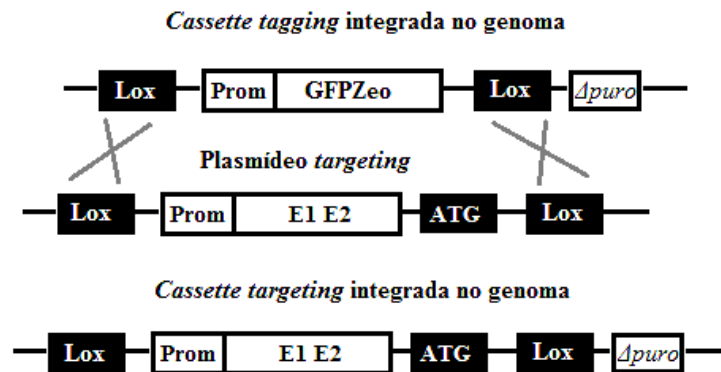 Cassette tagging integrada no genoma
Lox Prom GFPZeo Lox Δpuro
Plasmídeo targeting
Lox Prom E1 E2 ATG Lox
Cassette targeting integrada no genoma
Lox Prom E1 E2 ATG Lox Δpuro